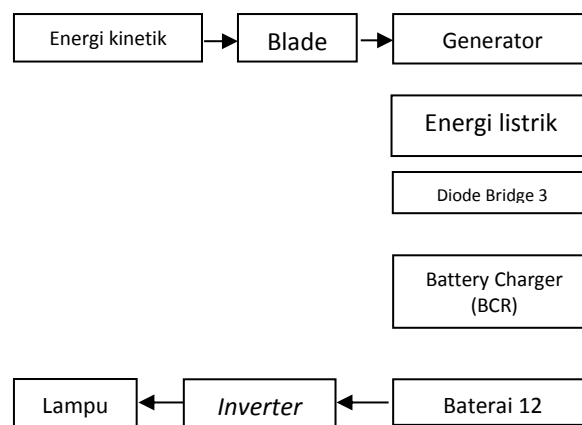 Energi kinetik
Blade
Generator
Energi listrik
Diode Bridge 3
Battery Charger
(BCR)
Lampu
Inverter
Baterai 12